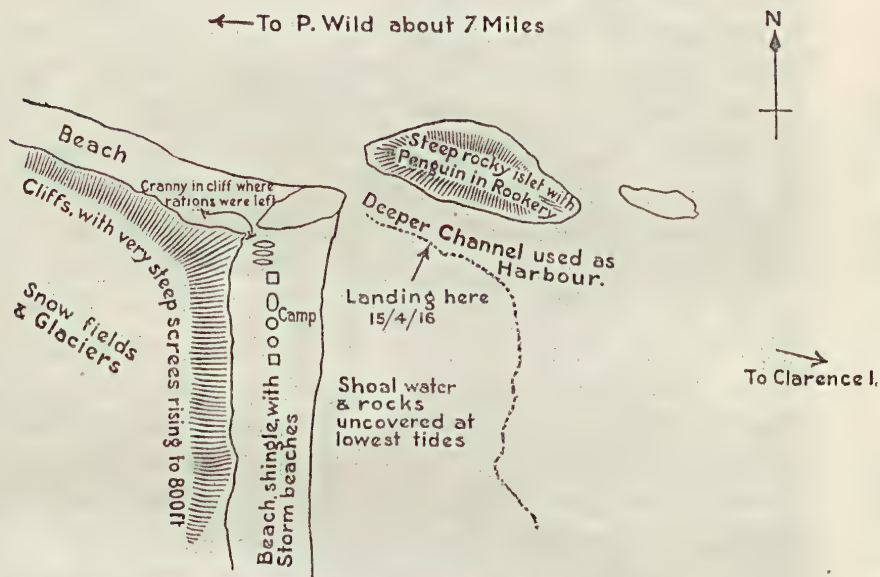 To P. Wild about 7 Miles
N
Beach
Steep rocky islet with
Penguin in Rookery
Cranny in cliff where
rations were left
Cliffs, with very steep screes rising to 800ft
Deeper Channel used as
Harbour.
Snow fields
& Glaciers
Landing here
15/4/16
Camp
To Clarence I.
Shoal water
& rocks
uncovered at
lowest tides
Beach, shingle, with
Storm beaches